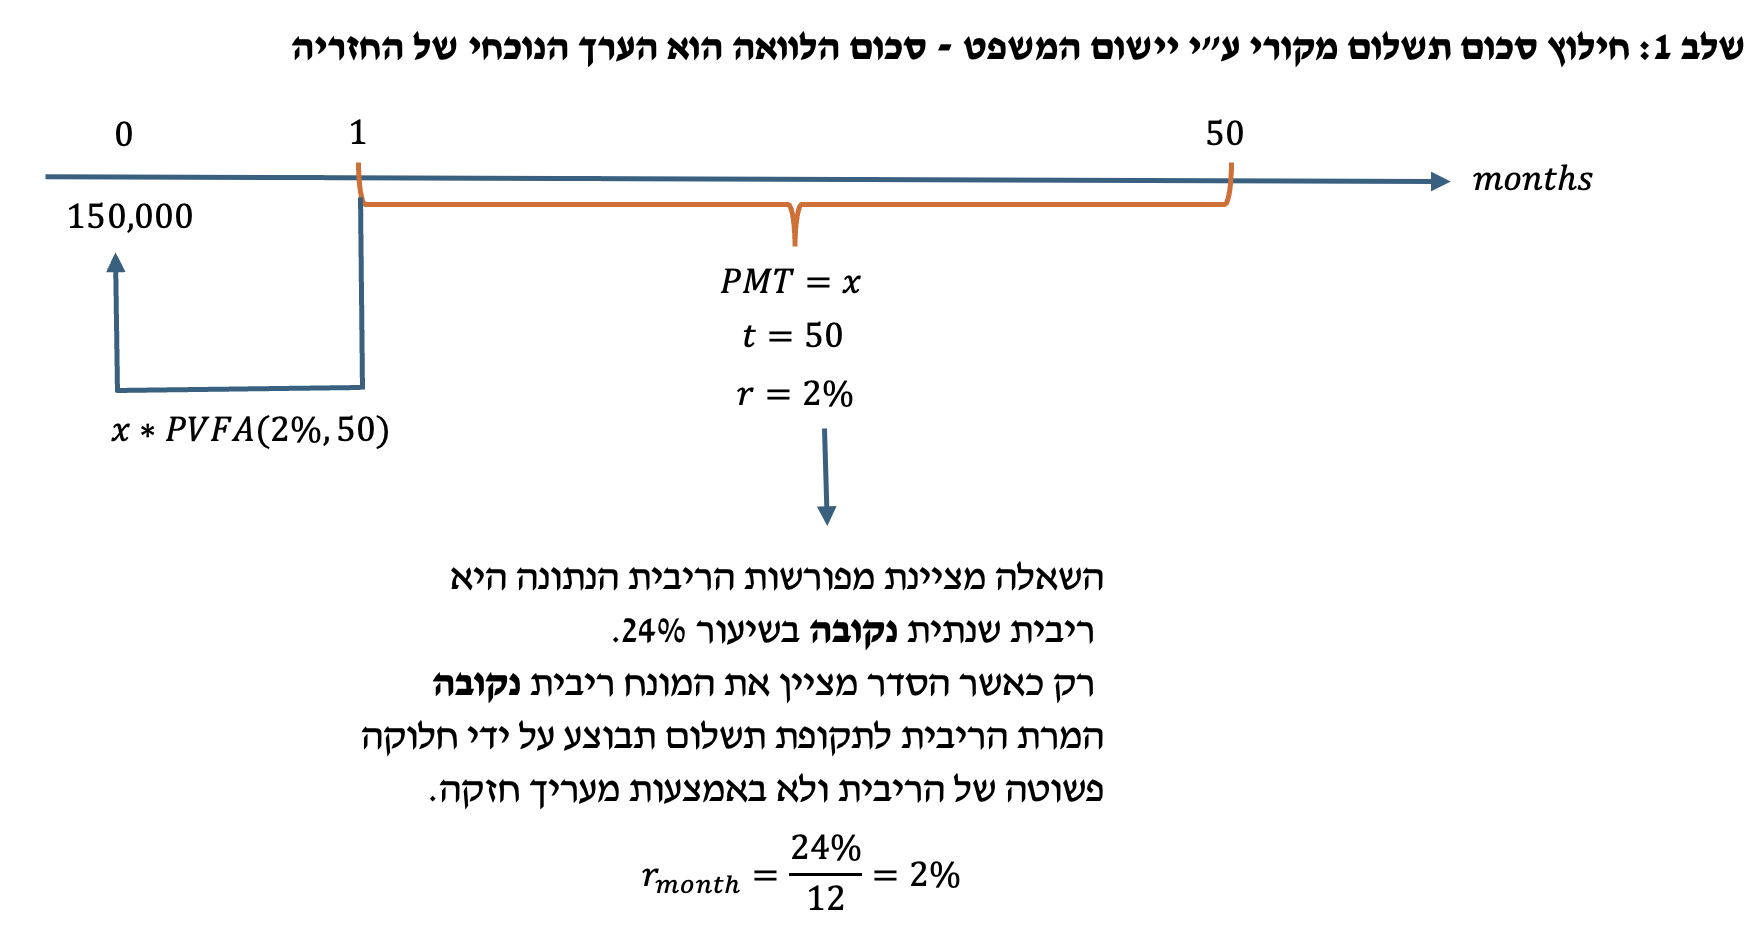 שלב 1: חילוץ סכום תשלום מקורי ע״י יישום המשפט - סכום הלוואה הוא הערך הנוכחי של החזריה
0 1 50
months
150,000
PMT = x
t = 50
r = 2%
x * PVFA(2%, 50)
השאלה מציינת מפורשות הריבית הנתונה היא
ריבית שנתית נקובה בשיעור 24%.
רק כאשר הסדר מציין את המונח ריבית נקובה
המרת הריבית לתקופת תשלום תבוצע על ידי חלוקה
פשוטה של הריבית ולא באמצעות מעריך חזקה.
r_month = 24%/12 = 2%